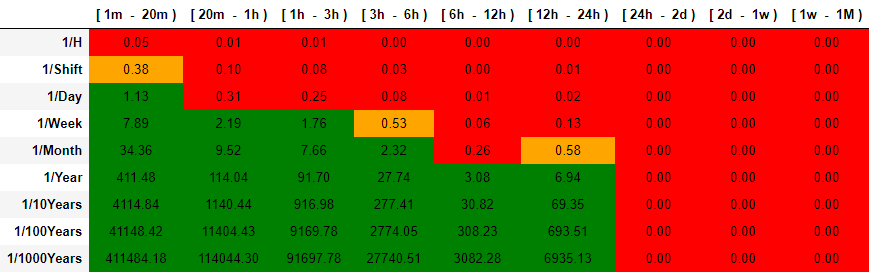 [ 1m - 20m ) [ 20m - 1h ) [ 1h - 3h ) [ 3h - 6h ) [ 6h - 12h ) [ 12h - 24h ) [ 24h - 2d ) [ 2d - 1w ) [ 1w - 1M )
1/H 0.05 0.01 0.01 0.00 0.00 0.00 0.00 0.00 0.00
1/Shift 0.38 0.10 0.08 0.03 0.00 0.01 0.00 0.00 0.00
1/Day 1.13 0.31 0.25 0.08 0.01 0.02 0.00 0.00 0.00
1/Week 7.89 2.19 1.76 0.53 0.06 0.13 0.00 0.00 0.00
1/Month 34.36 9.52 7.66 2.32 0.26 0.58 0.00 0.00 0.00
1/Year 411.48 114.04 91.70 27.74 3.08 6.94 0.00 0.00 0.00
1/10Years 4114.84 1140.44 916.98 277.41 30.82 69.35 0.00 0.00 0.00
1/100Years 41148.42 11404.43 9169.78 2774.05 308.23 693.51 0.00 0.00 0.00
1/1000Years 411484.18 114044.30 91697.78 27740.51 3082.28 6935.13 0.00 0.00 0.00